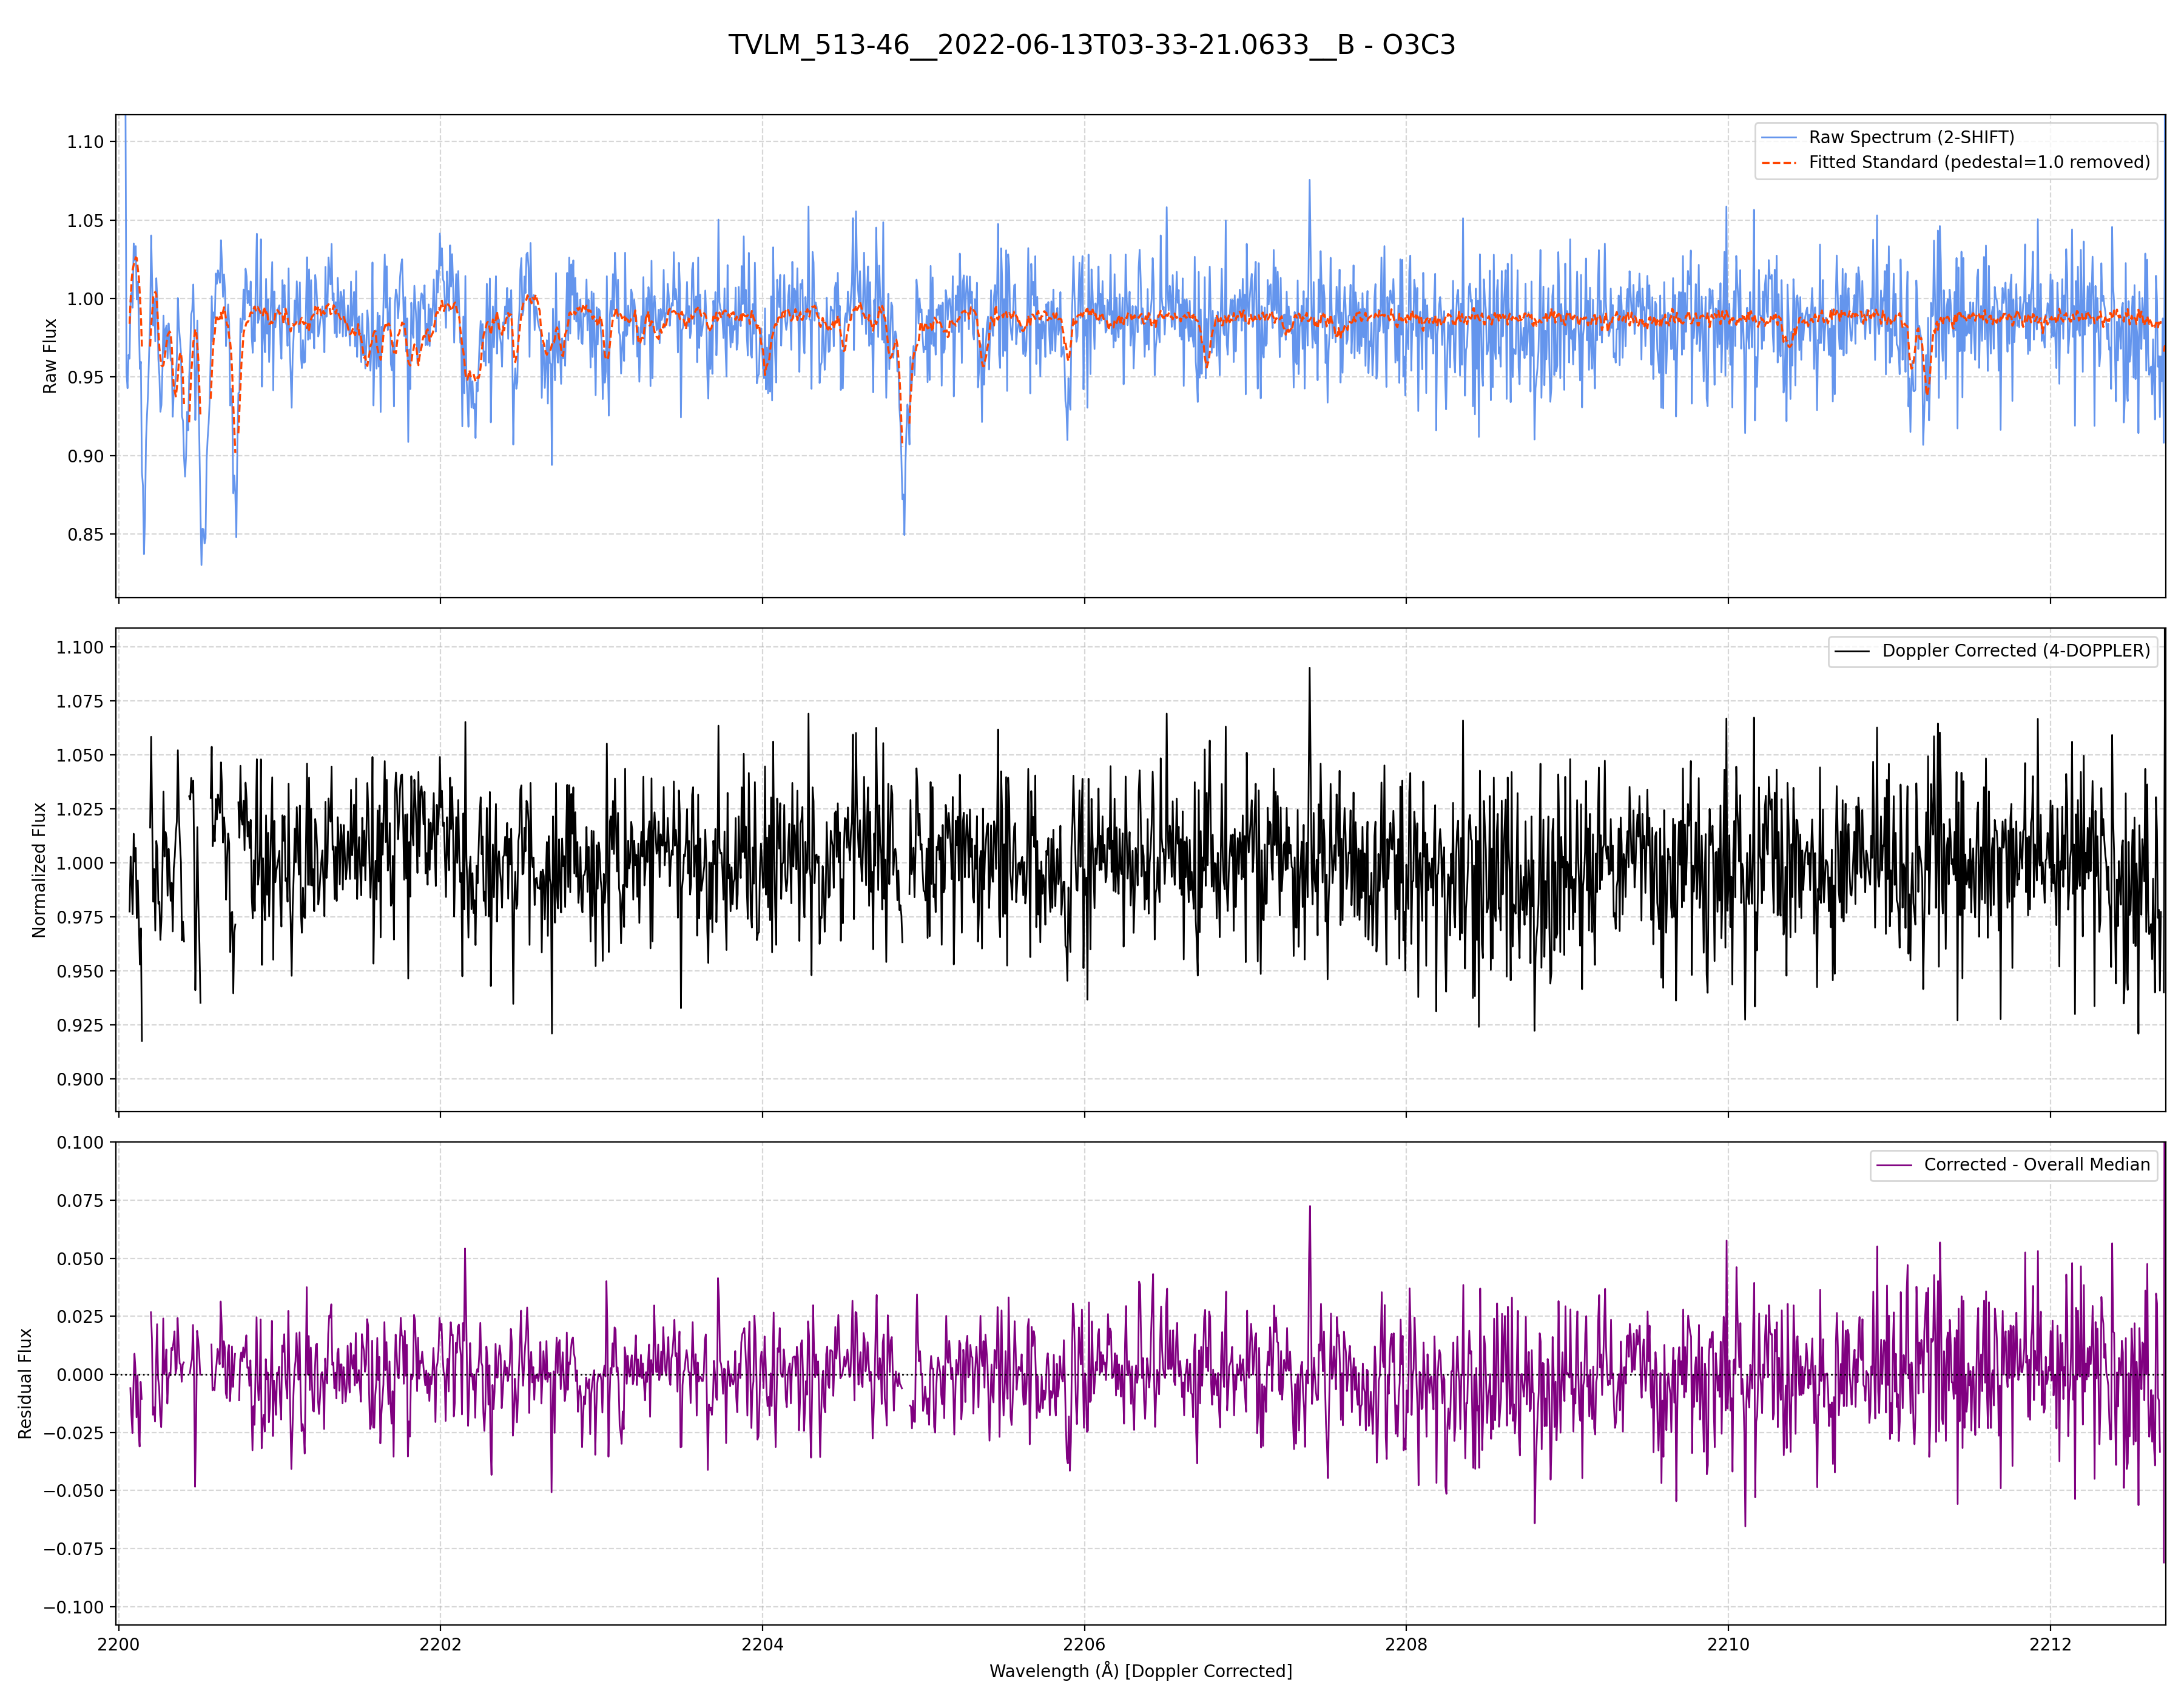 TVLM_513-46__2022-06-13T03-33-21.0633__B - O3C3
Raw Flux
1.10
1.05
1.00
0.95
0.90
0.85
Raw Spectrum (2-SHIFT)
Fitted Standard (pedestal=1.0 removed)
Normalized Flux
1.100
1.075
1.050
1.025
1.000
0.975
0.950
0.925
0.900
Doppler Corrected (4-DOPPLER)
Residual Flux
0.100
0.075
0.050
0.025
0.000
−0.025
−0.050
−0.075
−0.100
Corrected - Overall Median
2200 2202 2204 2206 2208 2210 2212
Wavelength (Å) [Doppler Corrected]